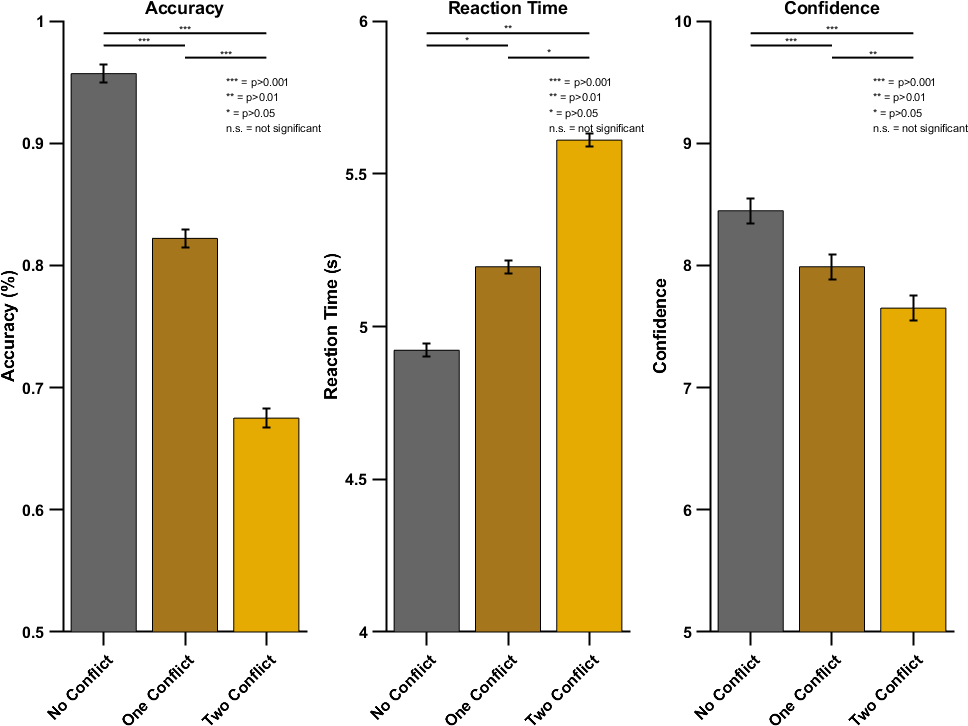 Accuracy
Accuracy (%)
1
0.9
0.8
0.7
0.6
0.5
***
***
***
*** = p>0.001
** = p>0.01
* = p>0.05
n.s. = not significant
No Conflict
One Conflict
Two Conflict
Reaction Time
Reaction Time (s)
6
5.5
5
4.5
4
**
*
*
*** = p>0.001
** = p>0.01
* = p>0.05
n.s. = not significant
No Conflict
One Conflict
Two Conflict
Confidence
Confidence
10
9
8
7
6
5
***
***
**
*** = p>0.001
** = p>0.01
* = p>0.05
n.s. = not significant
No Conflict
One Conflict
Two Conflict